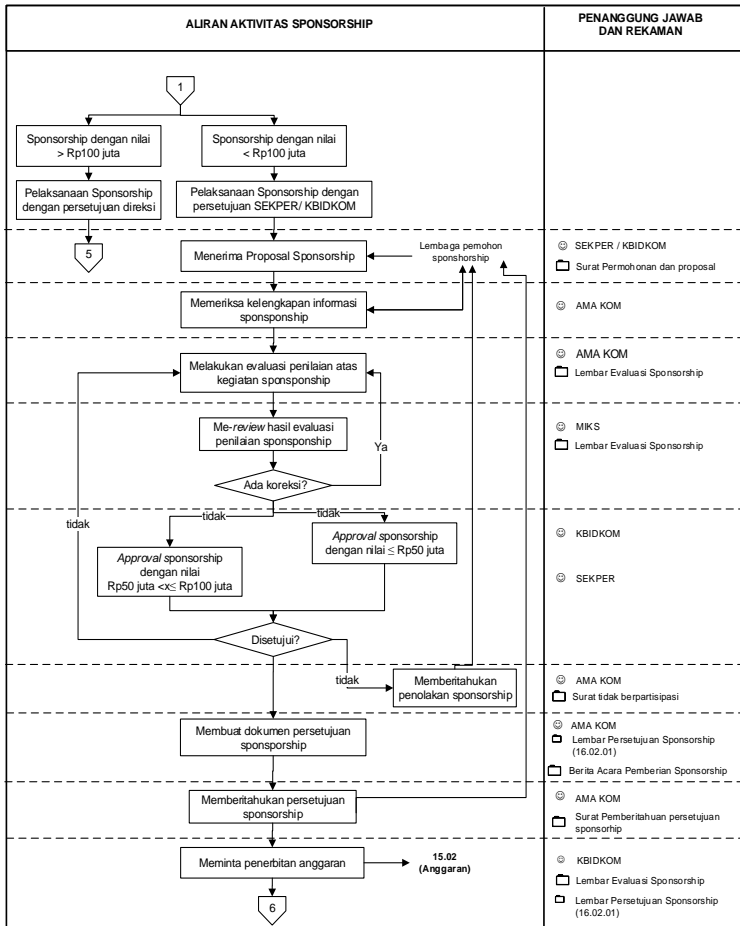 ALIRAN AKTIVITAS SPONSORSHIP
PENANGGUNG JAWAB
DAN REKAMAN
1
Sponsorship dengan nilai
> Rp100 juta
Sponsorship dengan nilai
< Rp100 juta
Pelaksanaan Sponsorship
dengan persetujuan direksi
Pelaksanaan Sponsorship dengan
persetujuan SEKPER/ KBIDKOM
5
Menerima Proposal Sponsorship
Lembaga pemohon
sponshorship
SEKPER / KBIDKOM
Surat Permohonan dan proposal
Memeriksa kelengkapan informasi
sponsponship
AMA KOM
Melakukan evaluasi penilaian atas
kegiatan sponsponship
AMA KOM
Lembar Evaluasi Sponsorship
Me-review hasil evaluasi
penilaian sponsponship
Ya
MIKS
Lembar Evaluasi Sponsorship
Ada koreksi?
tidak
tidak
tidak
Approval sponsorship
dengan nilai
Rp50 juta <x≤ Rp100 juta
Approval sponsorship
dengan nilai ≤ Rp50 juta
KBIDKOM
SEKPER
Disetujui?
tidak
Memberitahukan
penolakan sponsorship
AMA KOM
Surat tidak berpartisipasi
Membuat dokumen persetujuan
sponsporship
AMA KOM
Lembar Persetujuan Sponsorship
(16.02.01)
Berita Acara Pemberian Sponsorship
Memberitahukan persetujuan
sponsorship
AMA KOM
Surat Pemberitahuan persetujuan
sponsorhip
Meminta penerbitan anggaran
15.02
(Anggaran)
KBIDKOM
Lembar Evaluasi Sponsorship
Lembar Persetujuan Sponsorship
(16.02.01)
6